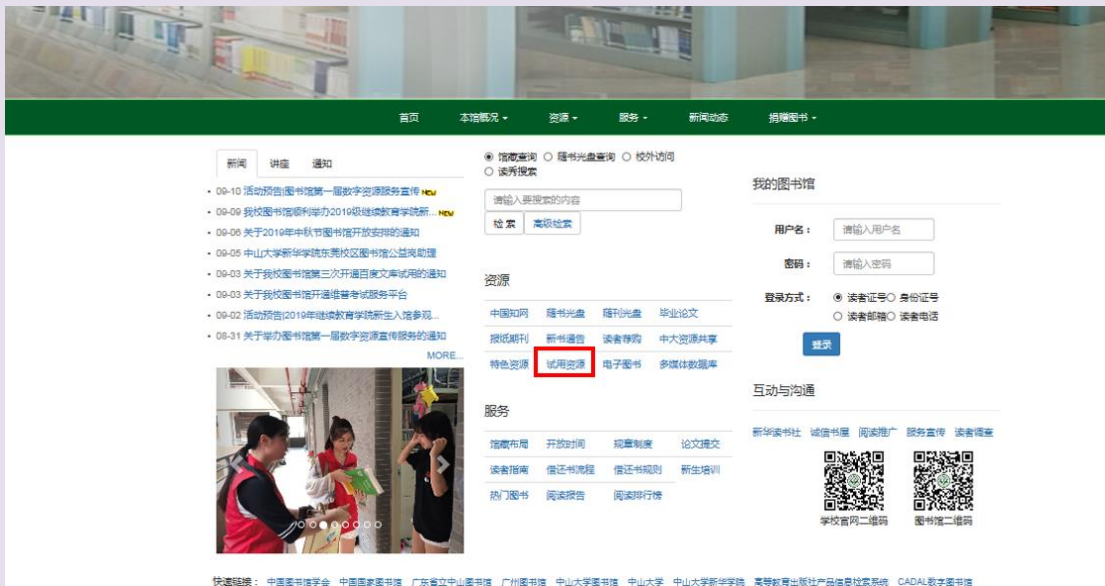 首页 本馆概况 资源 服务 新闻动态 捐赠图书
新闻 讲座 通知
09-10 活动预告|图书馆第一届数字资源服务宣传 NEW
09-09 我校图书馆顺利举办2019级继续教育学院新... NEW
09-06 关于2019年中秋节图书馆开放安排的通知
09-05 中山大学新华学院东莞校区图书馆公益岗助理
09-03 关于我校图书馆第三次开通百度文库试用的通知
09-03 关于我校图书馆开通维普考试服务平台
09-02 活动预告|2019年继续教育学院新生入馆参观...
08-31 关于举办图书馆第一届数字资源宣传服务的通知
MORE...
馆藏查询 随书光盘查询 校外访问
读秀搜索
请输入要搜索的内容
检索 高级检索
资源
中国知网 随书光盘 随刊光盘 毕业论文
报纸期刊 新书通告 读者荐购 中大资源共享
特色资源 试用资源 电子图书 多媒体数据库
服务
馆藏布局 开放时间 规章制度 论文提交
读者指南 借还书流程 借还书规则 新生培训
热门图书 阅读报告 阅读排行榜
我的图书馆
用户名： 请输入用户名
密码： 请输入密码
登录方式： 读者证号 身份证号
读者邮箱 读者电话
登录
互动与沟通
新华读书社 诚信书屋 阅读推广 服务宣传 读者调查
学校官网二维码 图书馆二维码
快速链接： 中国图书馆学会 中国国家图书馆 广东省立中山图书馆 广州图书馆 中山大学图书馆 中山大学 中山大学新华学院 高等教育出版社产品信息检索系统 CADAL数字图书馆